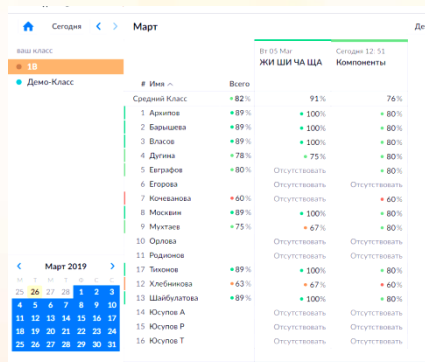 Сегодня < > Март
ваш класс
1В
Демо-Класс
Вт 05 Мар Сегодня 12:51
ЖИ ШИ ЧА ЩА Компоненты
# Имя Всего
Средний Класс 82% 91% 76%
1 Архипов 89% 100% 80%
2 Барышева 89% 100% 80%
3 Власов 89% 100% 80%
4 Дугина 78% 75% 80%
5 Евграфов 80% Отсутствовать 80%
6 Егорова Отсутствовать Отсутствовать
7 Кочеванова 60% Отсутствовать 60%
8 Москвин 89% 100% 80%
9 Мухтаев 75% 67% 80%
10 Орлова Отсутствовать Отсутствовать
11 Родионов Отсутствовать Отсутствовать
17 Тихонов 89% 100% 80%
12 Хлебникова 63% 67% 60%
13 Шайбулатова 89% 100% 80%
14 Юсупов А Отсутствовать Отсутствовать
15 Юсупов Р Отсутствовать Отсутствовать
16 Юсупов Т Отсутствовать Отсутствовать
< Март 2019 >
25 26 27 28 1 2 3
4 5 6 7 8 9 10
11 12 13 14 15 16 17
18 19 20 21 22 23 24
25 26 27 28 29 30 31